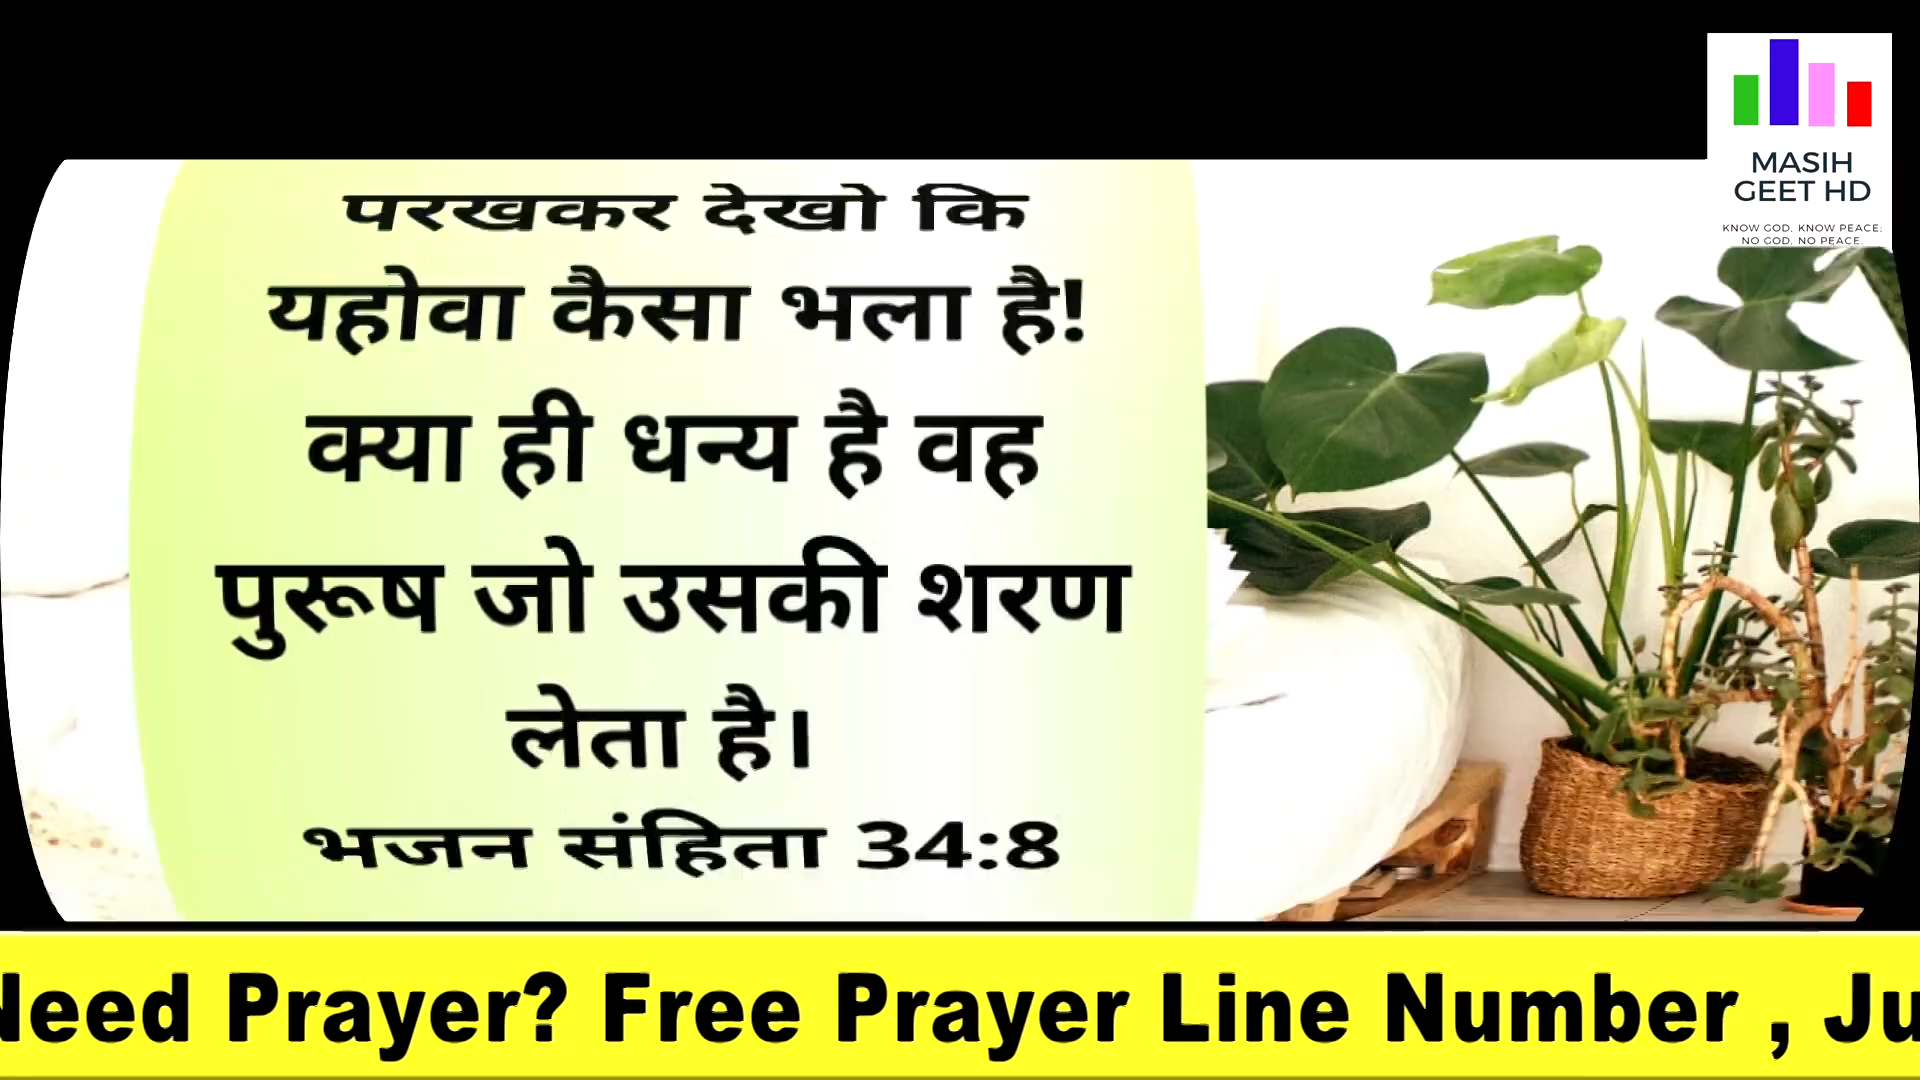 MASIH
GEET HD
KNOW GOD, KNOW PEACE;
NO GOD, NO PEACE.
परखकर देखो कि
यहोवा कैसा भला है!
क्या ही धन्य है वह
पुरूष जो उसकी शरण
लेता है।
भजन संहिता 34:8
Need Prayer? Free Prayer Line Number , Ju